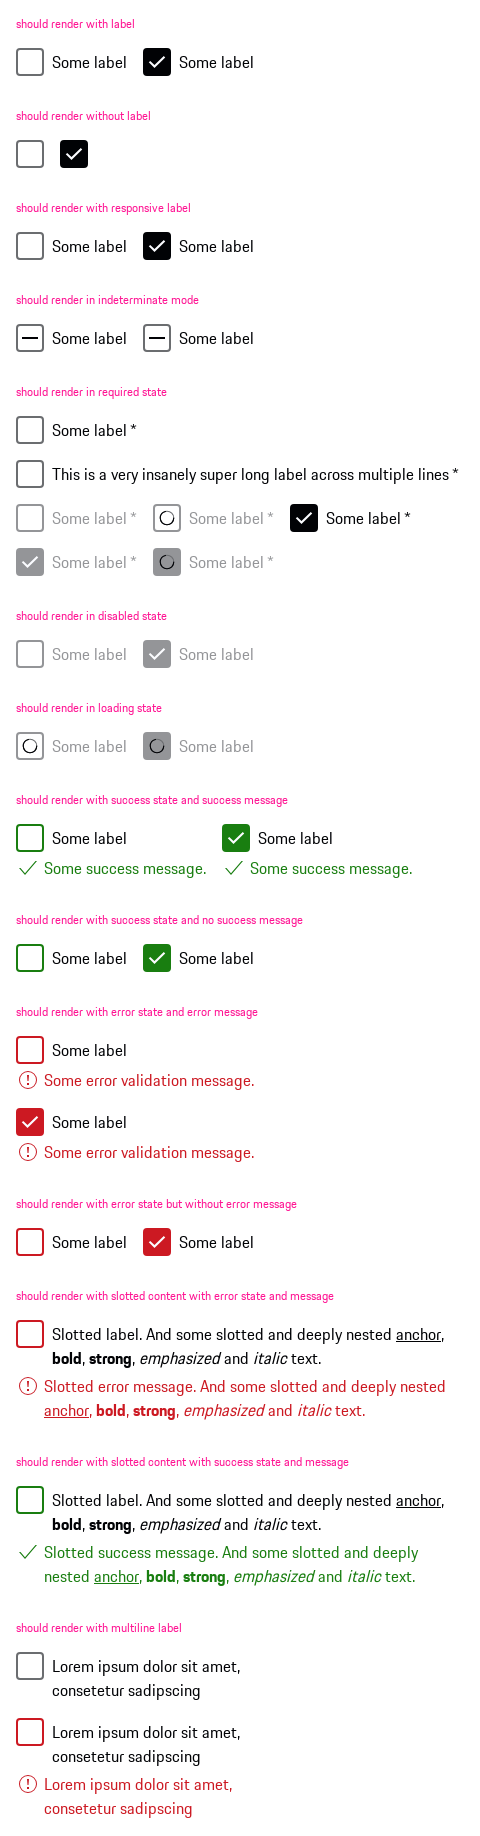 should render with label
Some label Some label
should render without label
should render with responsive label
Some label Some label
should render in indeterminate mode
Some label Some label
should render in required state
Some label *
This is a very insanely super long label across multiple lines *
Some label * Some label * Some label *
Some label * Some label *
should render in disabled state
Some label Some label
should render in loading state
Some label Some label
should render with success state and success message
Some label Some label
Some success message. Some success message.
should render with success state and no success message
Some label Some label
should render with error state and error message
Some label
Some error validation message.
Some label
Some error validation message.
should render with error state but without error message
Some label Some label
should render with slotted content with error state and message
Slotted label. And some slotted and deeply nested anchor,
bold, strong, emphasized and italic text.
Slotted error message. And some slotted and deeply nested
anchor, bold, strong, emphasized and italic text.
should render with slotted content with success state and message
Slotted label. And some slotted and deeply nested anchor,
bold, strong, emphasized and italic text.
Slotted success message. And some slotted and deeply
nested anchor, bold, strong, emphasized and italic text.
should render with multiline label
Lorem ipsum dolor sit amet,
consetetur sadipscing
Lorem ipsum dolor sit amet,
consetetur sadipscing
Lorem ipsum dolor sit amet,
consetetur sadipscing